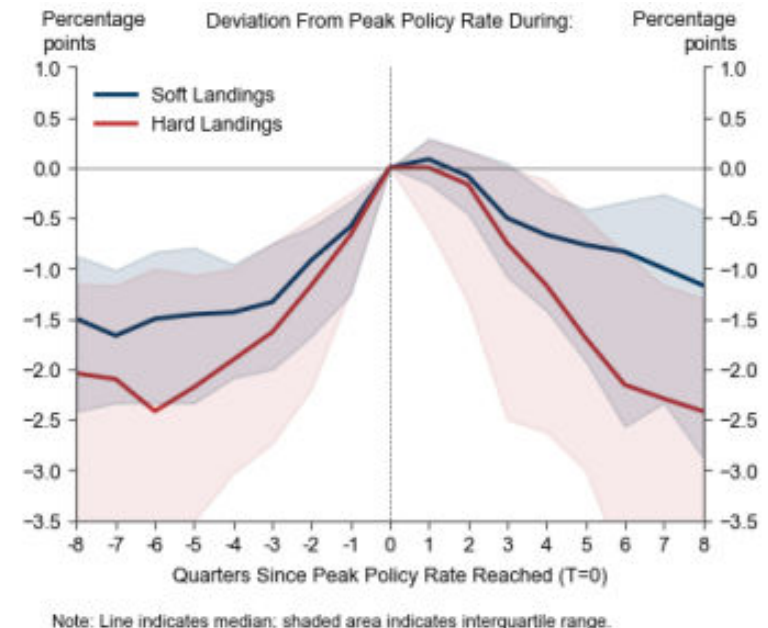 Percentage points
Deviation From Peak Policy Rate During:
Percentage points
1.0
0.5
0.0
−0.5
−1.0
−1.5
−2.0
−2.5
−3.0
−3.5
Soft Landings
Hard Landings
1.0
0.5
0.0
−0.5
−1.0
−1.5
−2.0
−2.5
−3.0
−3.5
-8 -7 -6 -5 -4 -3 -2 -1 0 1 2 3 4 5 6 7 8
Quarters Since Peak Policy Rate Reached (T=0)
Note: Line indicates median; shaded area indicates interquartile range.